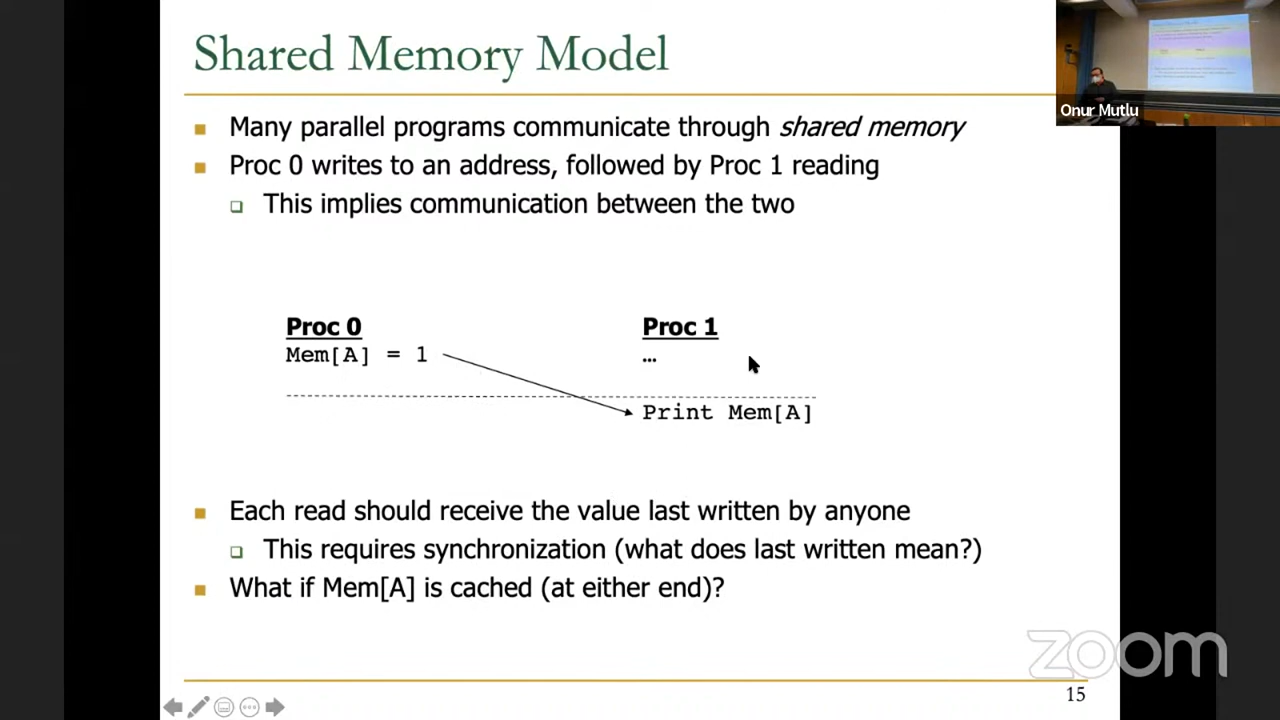 Shared Memory Model
Onur Mutlu
Many parallel programs communicate through shared memory
Proc 0 writes to an address, followed by Proc 1 reading
This implies communication between the two
Proc 0
Proc 1
Mem[A] = 1
…
Print Mem[A]
Each read should receive the value last written by anyone
This requires synchronization (what does last written mean?)
What if Mem[A] is cached (at either end)?
zoom
15